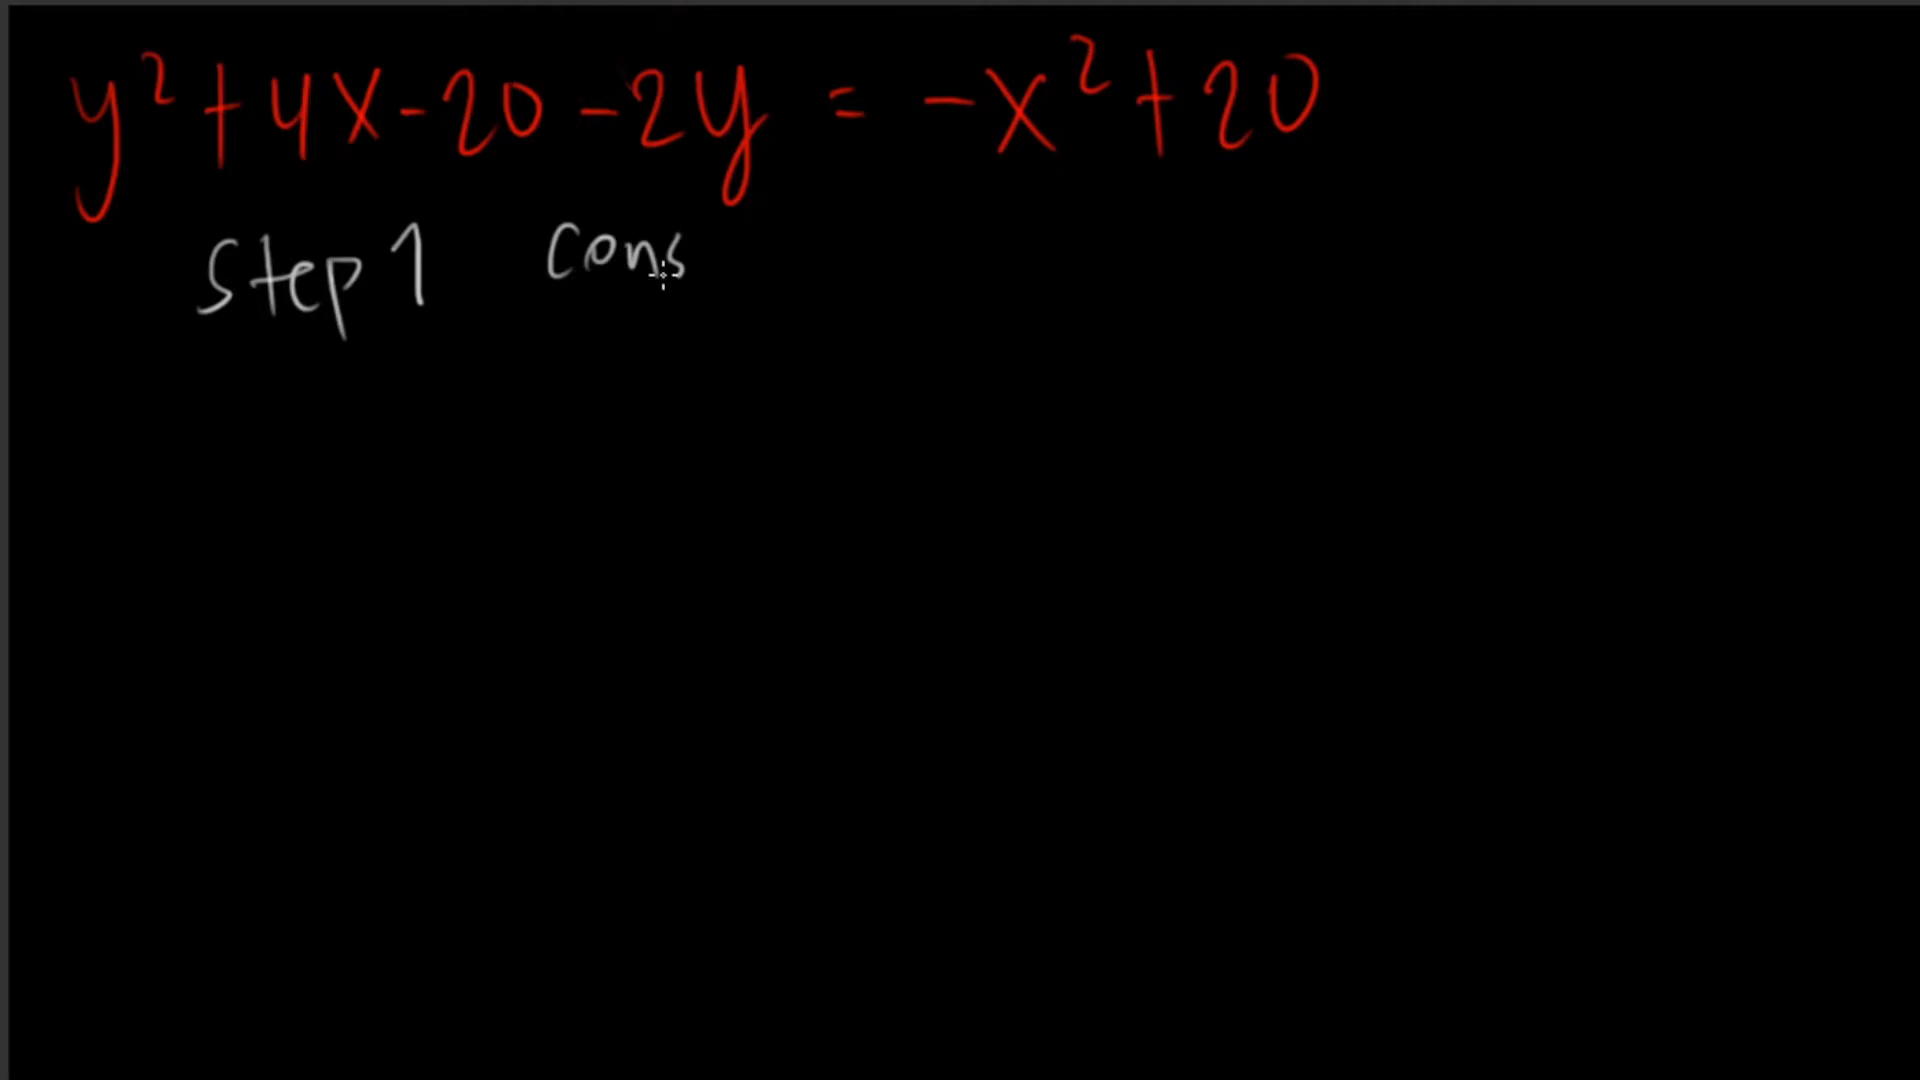 y² + 4x - 20 - 2y = -x² + 20
Step 1 cons